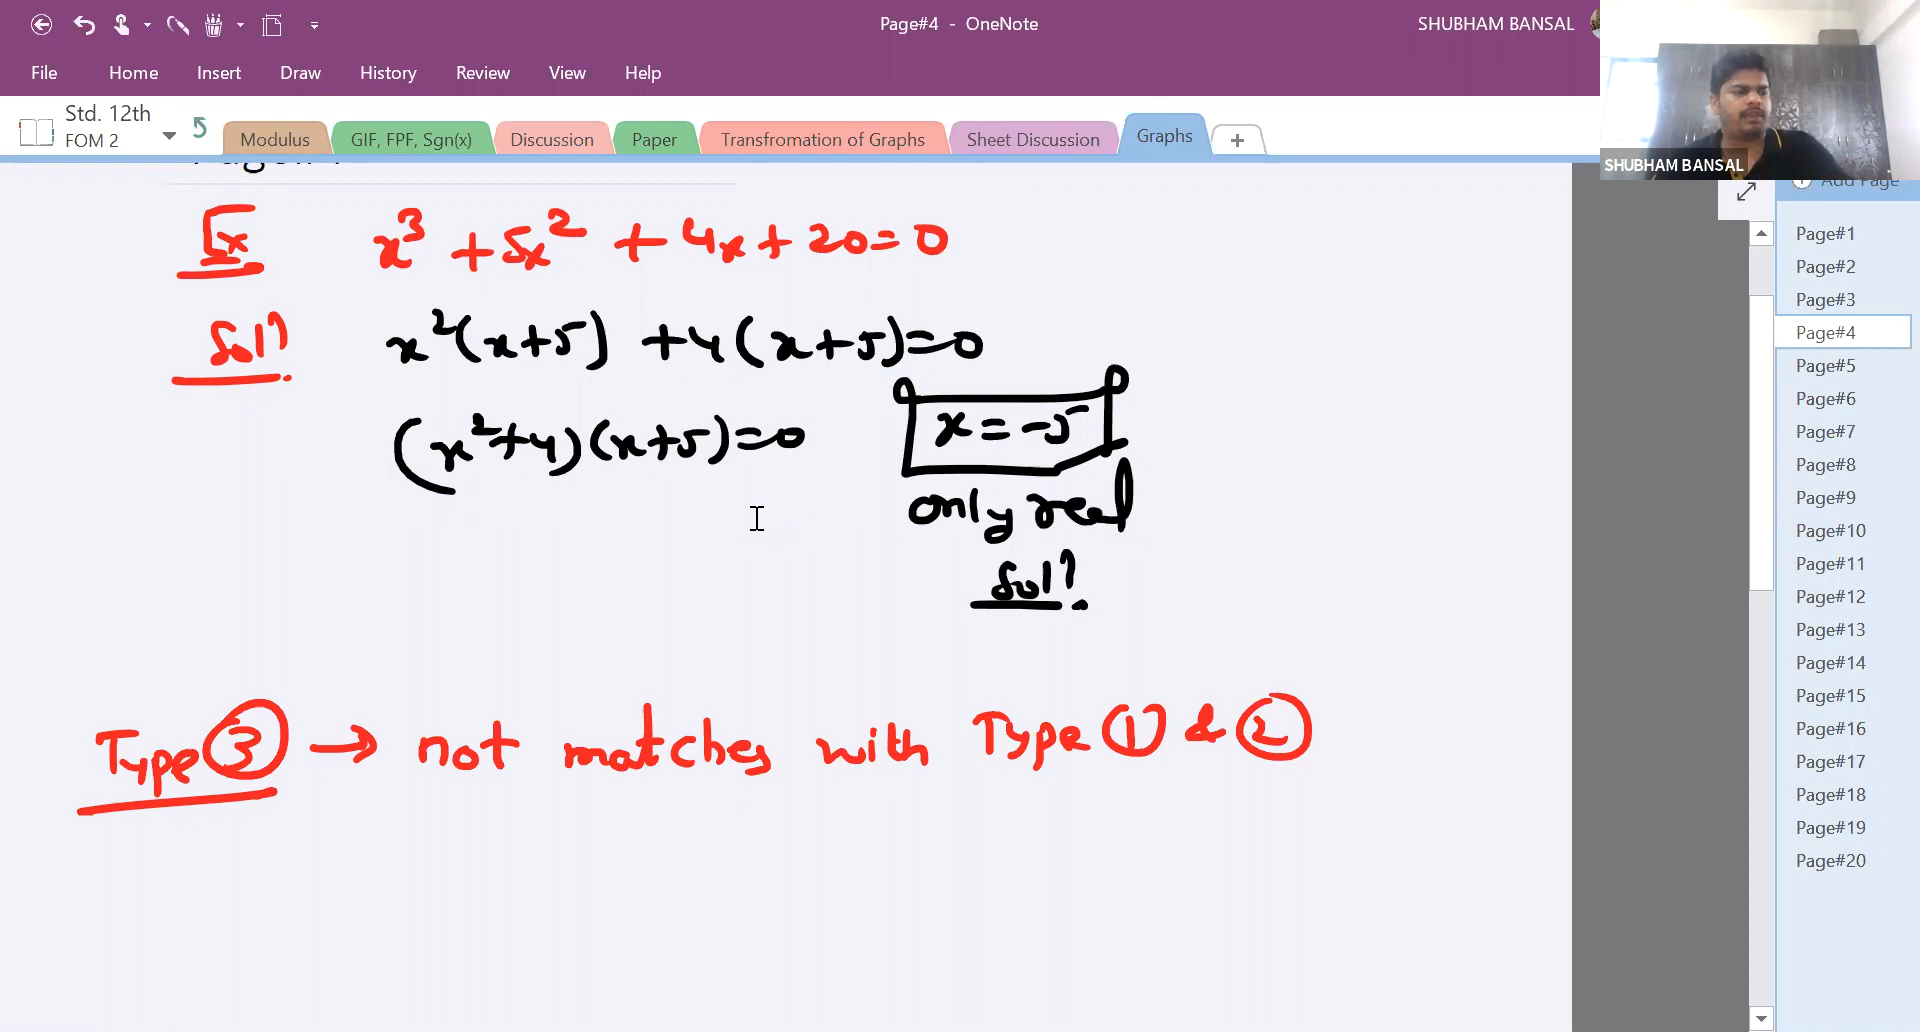 Page#4 - OneNote
SHUBHAM BANSAL
File Home Insert Draw History Review View Help
Std. 12th
FOM 2
Modulus
GIF, FPF, Sgn(x)
Discussion
Paper
Transfromation of Graphs
Sheet Discussion
Graphs
+
SHUBHAM BANSAL
Add Page
Ex x³ + 5x² + 4x + 20 = 0
Solⁿ. x²(x+5) + 4(x+5) = 0
(x²+4)(x+5) = 0
x = -5
only real
Solⁿ.
Type ③ → not matches with Type ① & ②
Page#1
Page#2
Page#3
Page#4
Page#5
Page#6
Page#7
Page#8
Page#9
Page#10
Page#11
Page#12
Page#13
Page#14
Page#15
Page#16
Page#17
Page#18
Page#19
Page#20